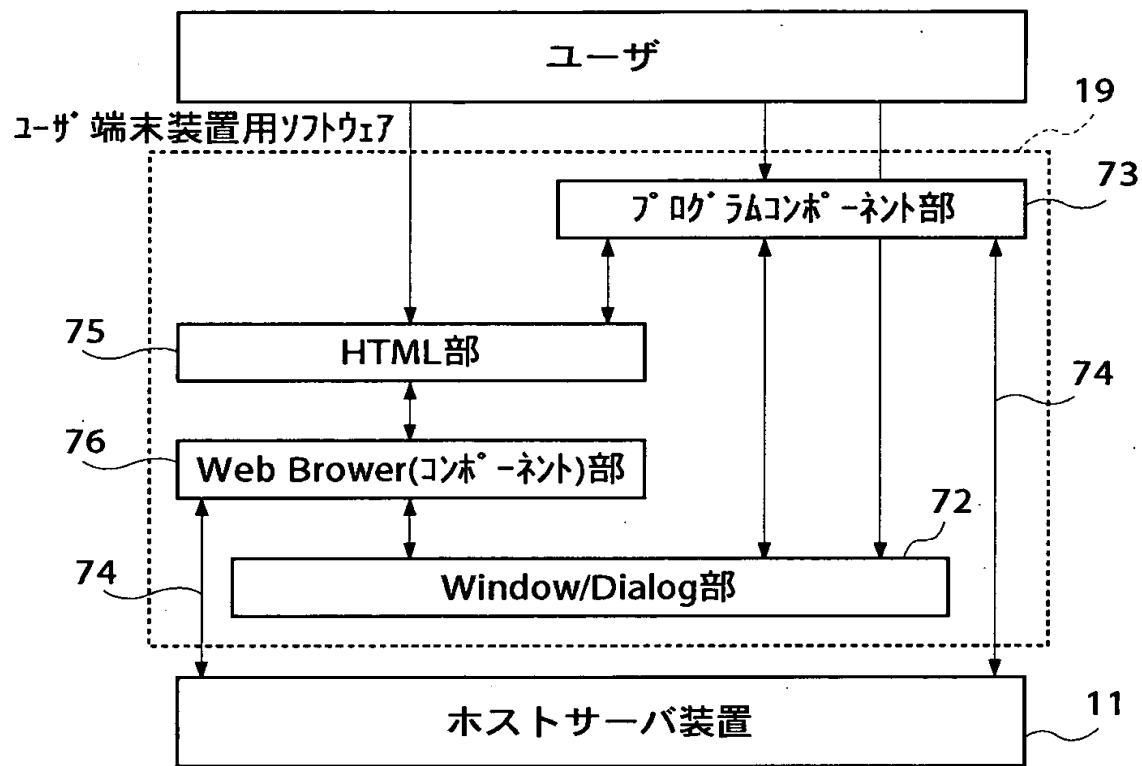 ユーザ
ﾕｰｻﾞ端末装置用ｿﾌﾄｳｪｱ
19
ﾌﾟﾛｸﾞﾗﾑｺﾝﾎﾟｰﾈﾝﾄ部
73
75
HTML部
74
76
Web Brower(ｺﾝﾎﾟｰﾈﾝﾄ)部
72
74
Window/Dialog部
ホストサーバ装置
11